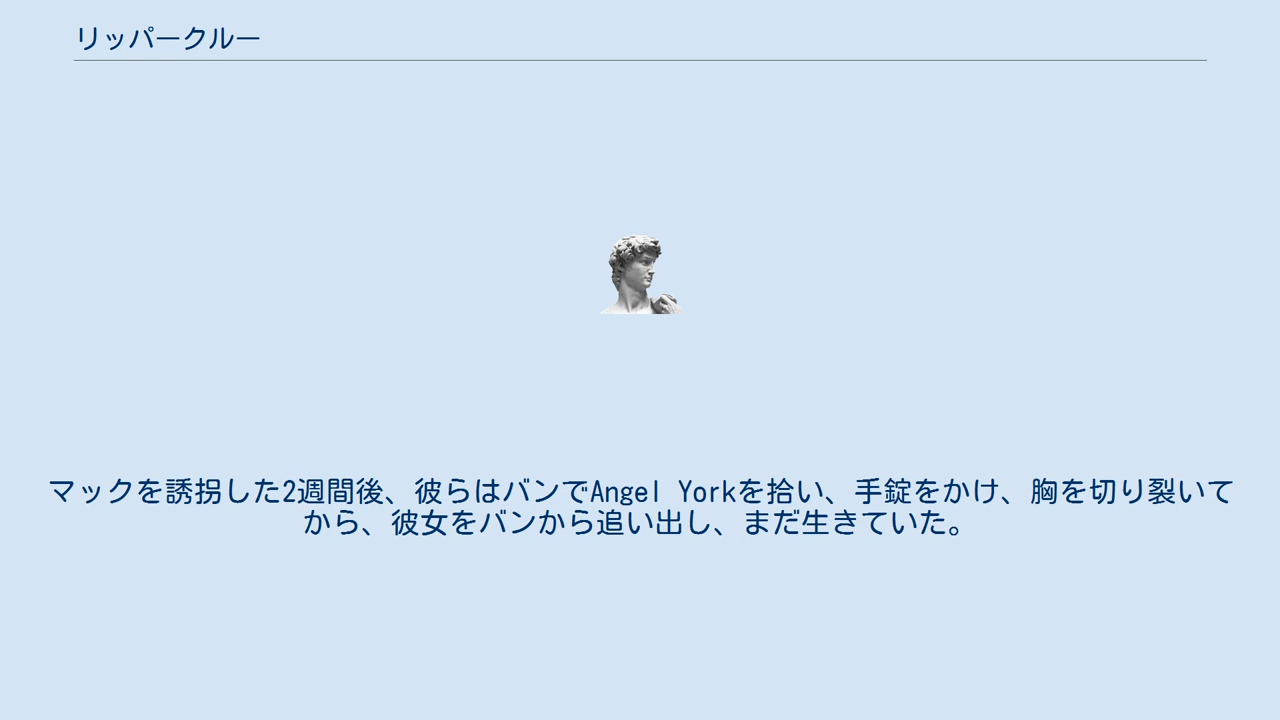 リッパークルー
マックを誘拐した2週間後、彼らはバンでAngel Yorkを拾い、手錠をかけ、胸を切り裂いて
から、彼女をバンから追い出し、まだ生きていた。